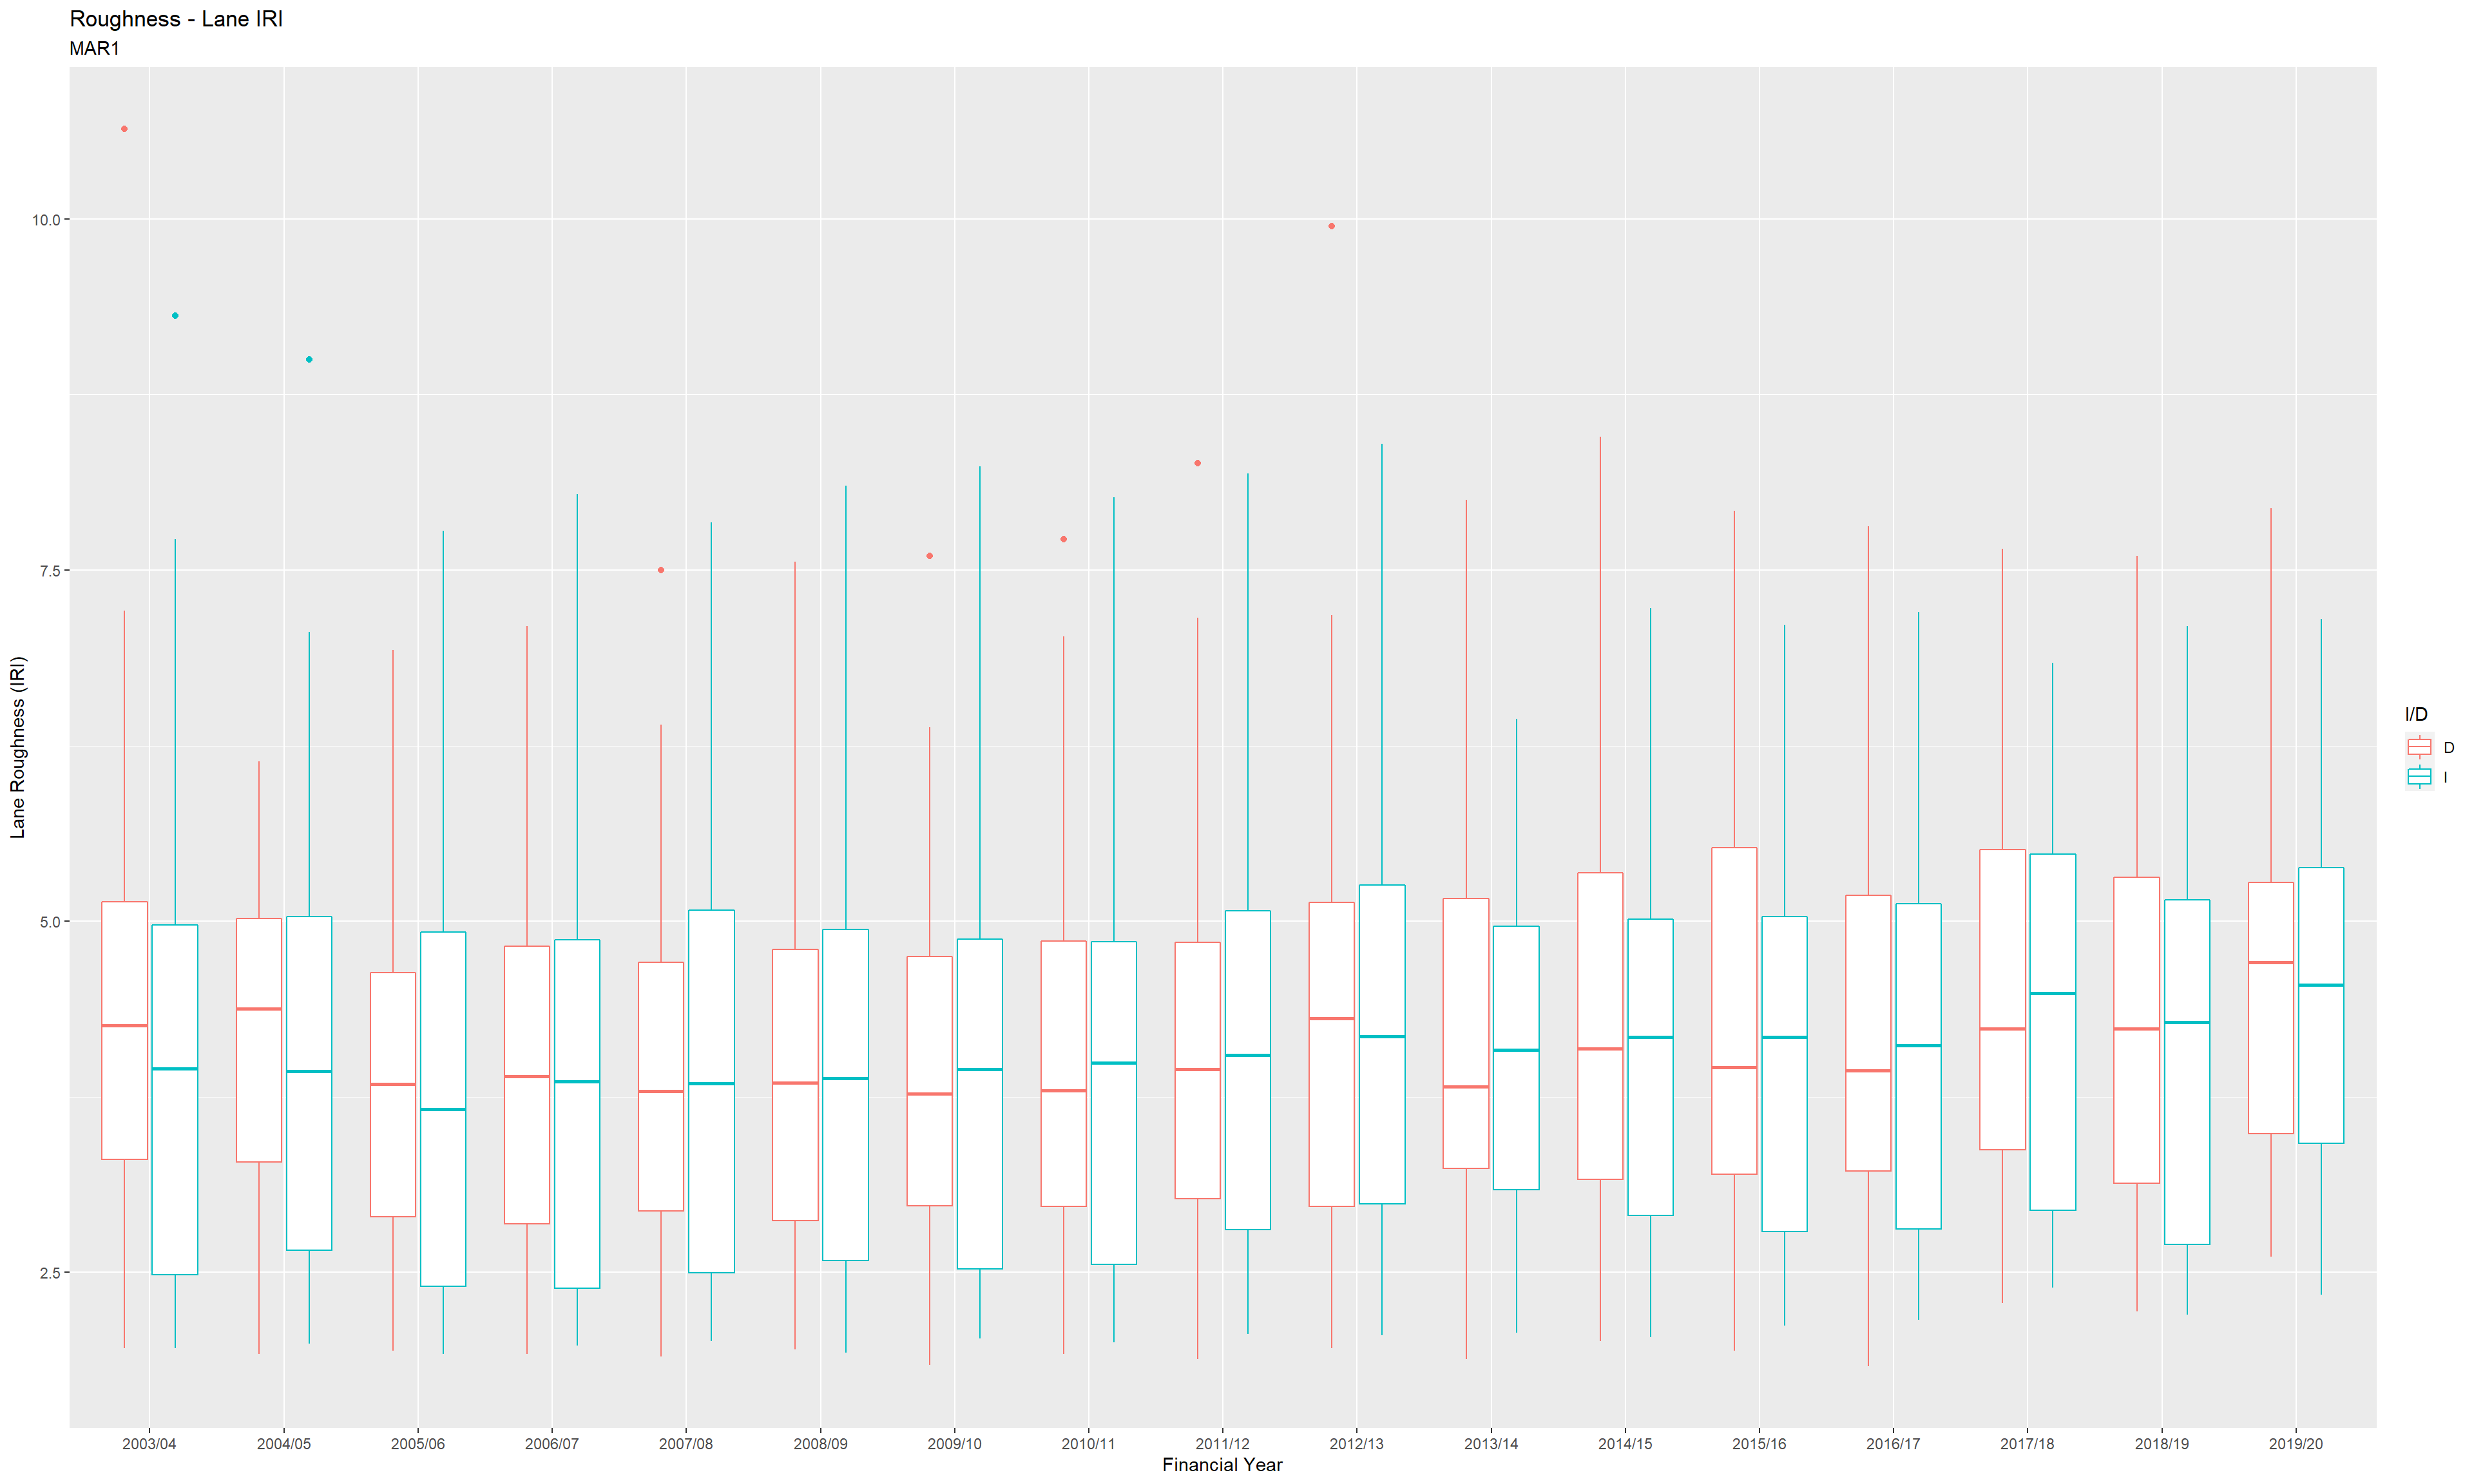 Roughness - Lane IRI
MAR1
Lane Roughness (IRI)
10.0
7.5
5.0
2.5
2003/04 2004/05 2005/06 2006/07 2007/08 2008/09 2009/10 2010/11 2011/12 2012/13 2013/14 2014/15 2015/16 2016/17 2017/18 2018/19 2019/20
Financial Year
I/D
D
I